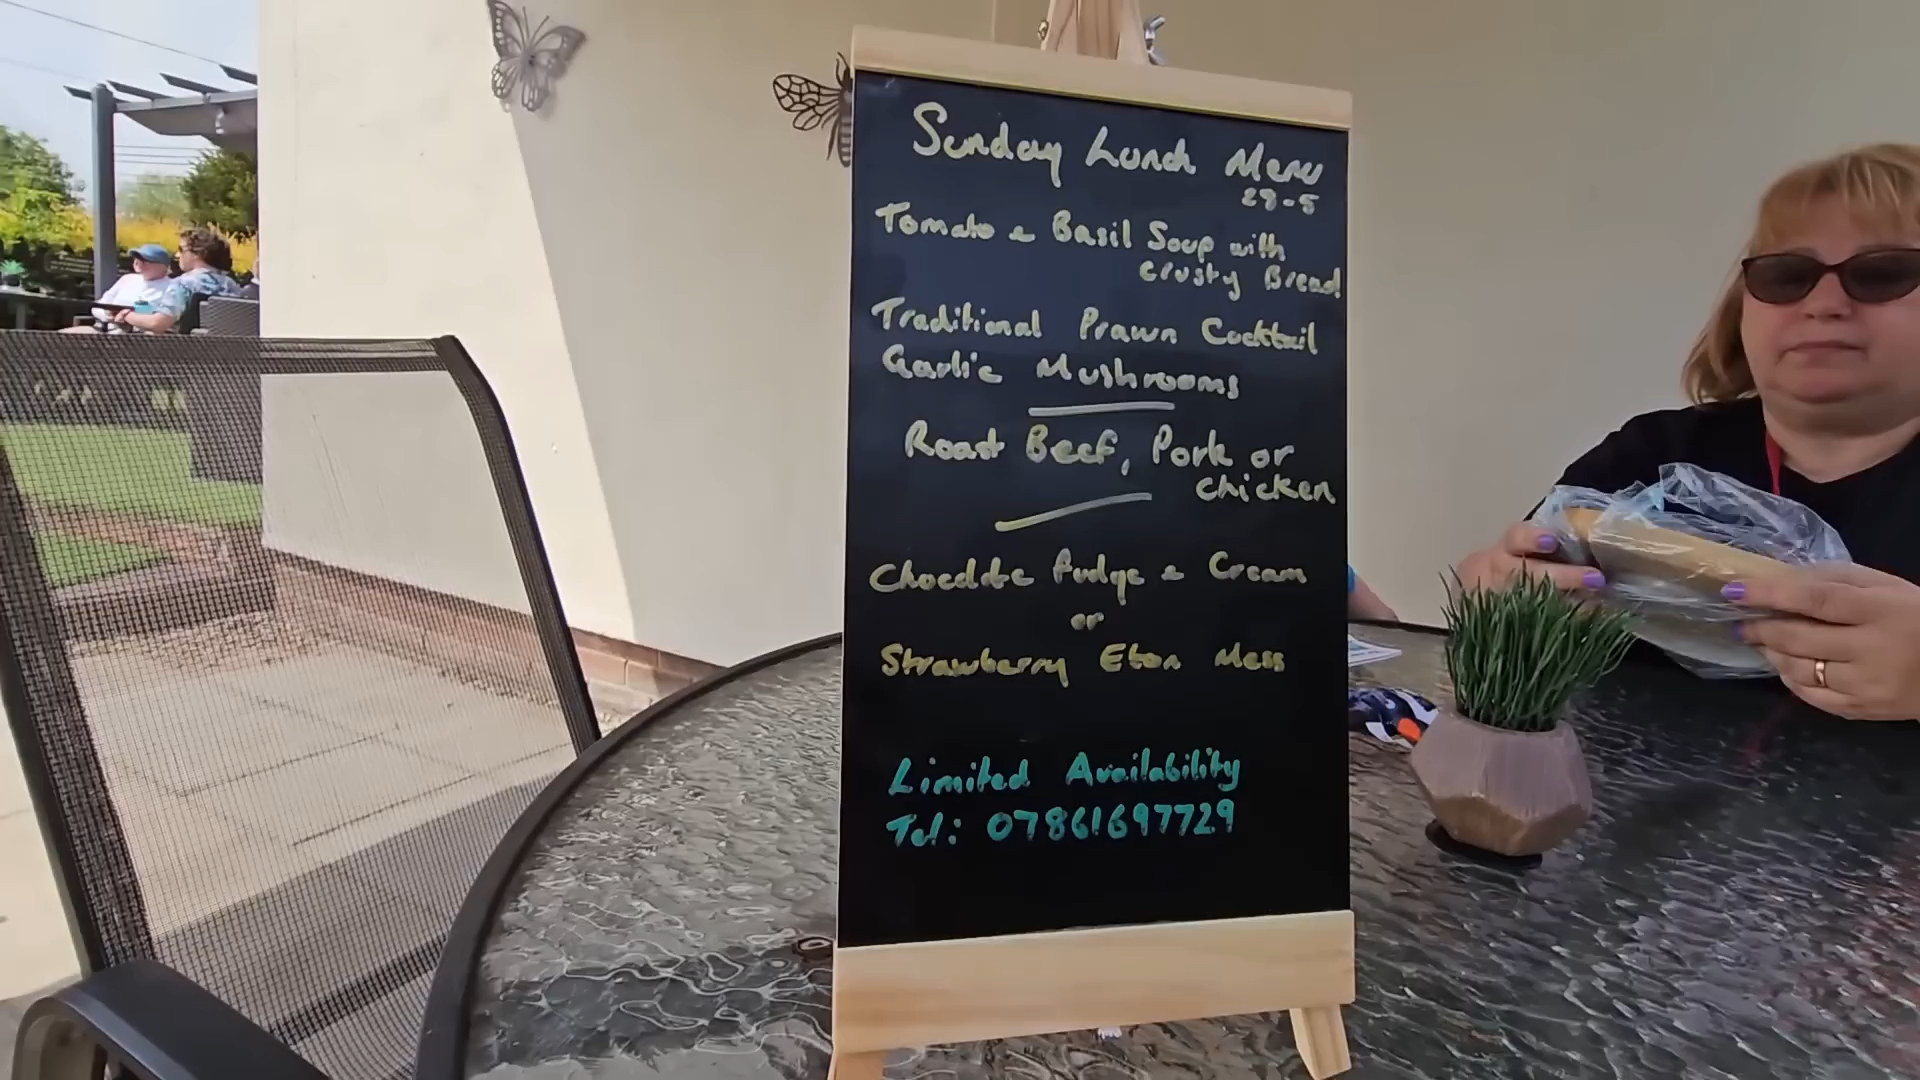 Sunday Lunch Menu
28-5
Tomato & Basil Soup with
Crusty Bread
Traditional Prawn Cocktail
Garlic Mushrooms
Roast Beef, Pork or
Chicken
Chocolate Fudge & Cream
or
Strawberry Eton Mess
Limited Availability
Tel: 07861697729